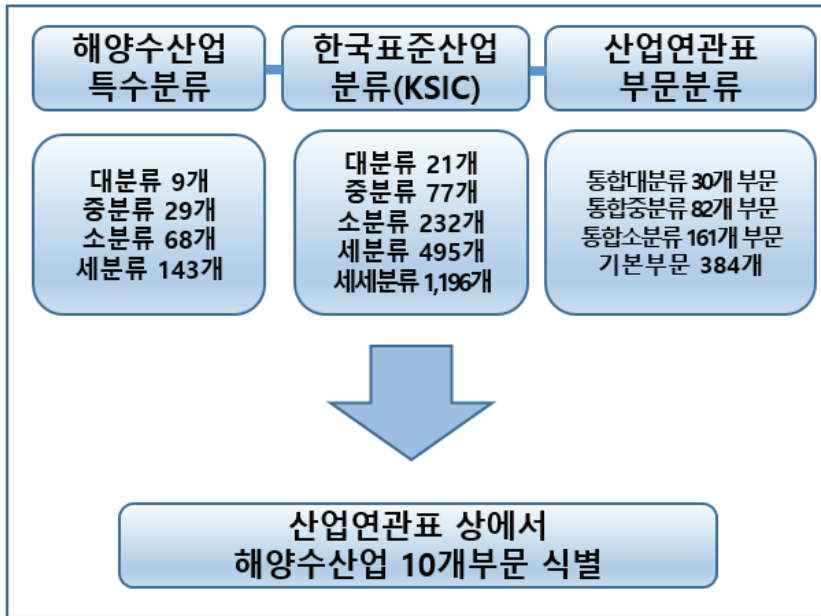 해양수산업
특수분류
한국표준산업
분류(KSIC)
산업연관표
부문분류
대분류 9개
중분류 29개
소분류 68개
세분류 143개
대분류 21개
중분류 77개
소분류 232개
세분류 495개
세세분류 1,196개
통합대분류 30개 부문
통합중분류 82개 부문
통합소분류 161개 부문
기본부문 384개
산업연관표 상에서
해양수산업 10개부문 식별